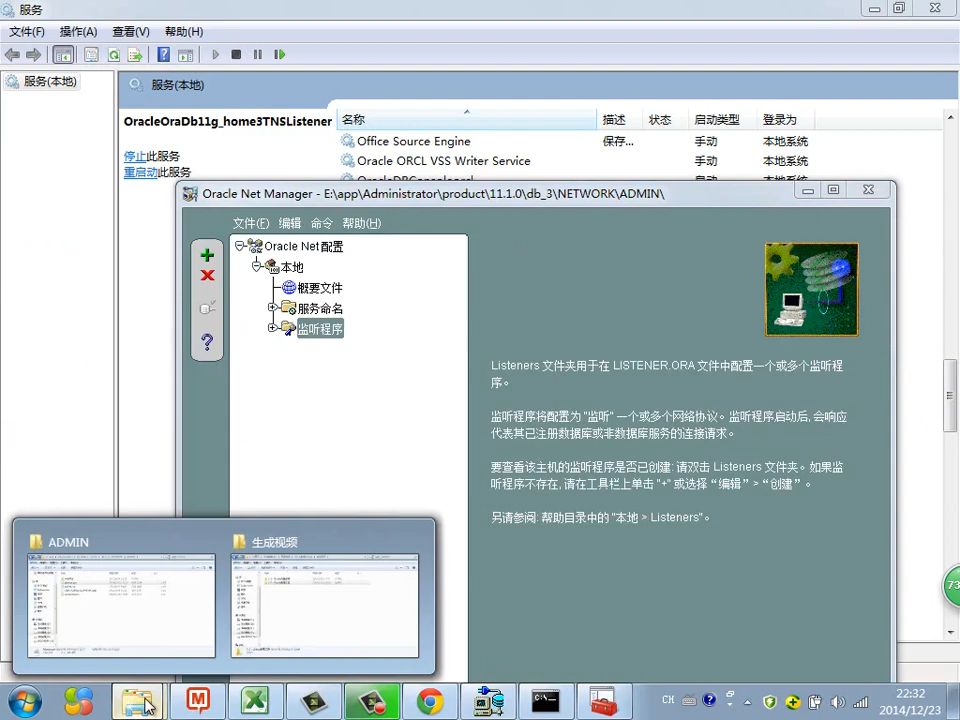 服务
文件(F) 操作(A) 查看(V) 帮助(H)
服务(本地)
服务(本地)
OracleOraDb11g_home3TNSListener
停止此服务
重启动此服务
名称 描述 状态 启动类型 登录为
Office Source Engine 保存... 手动 本地系统
Oracle ORCL VSS Writer Service 手动 本地系统
Oracle Net Manager - E:\app\Administrator\product\11.1.0\db_3\NETWORK\ADMIN\
文件(F) 编辑 命令 帮助(H)
Oracle Net 配置
本地
概要文件
服务命名
监听程序
Listeners 文件夹用于在 LISTENER.ORA 文件中配置一个或多个监听程
序。
监听程序将配置为 "监听" 一个或多个网络协议。监听程序启动后, 会响应
代表其已注册数据库或非数据库服务的连接请求。
要查看该主机的监听程序是否已创建: 请双击 Listeners 文件夹。如果监
听程序不存在, 请在工具栏上单击 "+" 或选择 “编辑” > “创建” 。
另请参阅: 帮助目录中的 "本地 > Listeners"。
ADMIN
生成视频
73
CH
22:32
2014/12/23